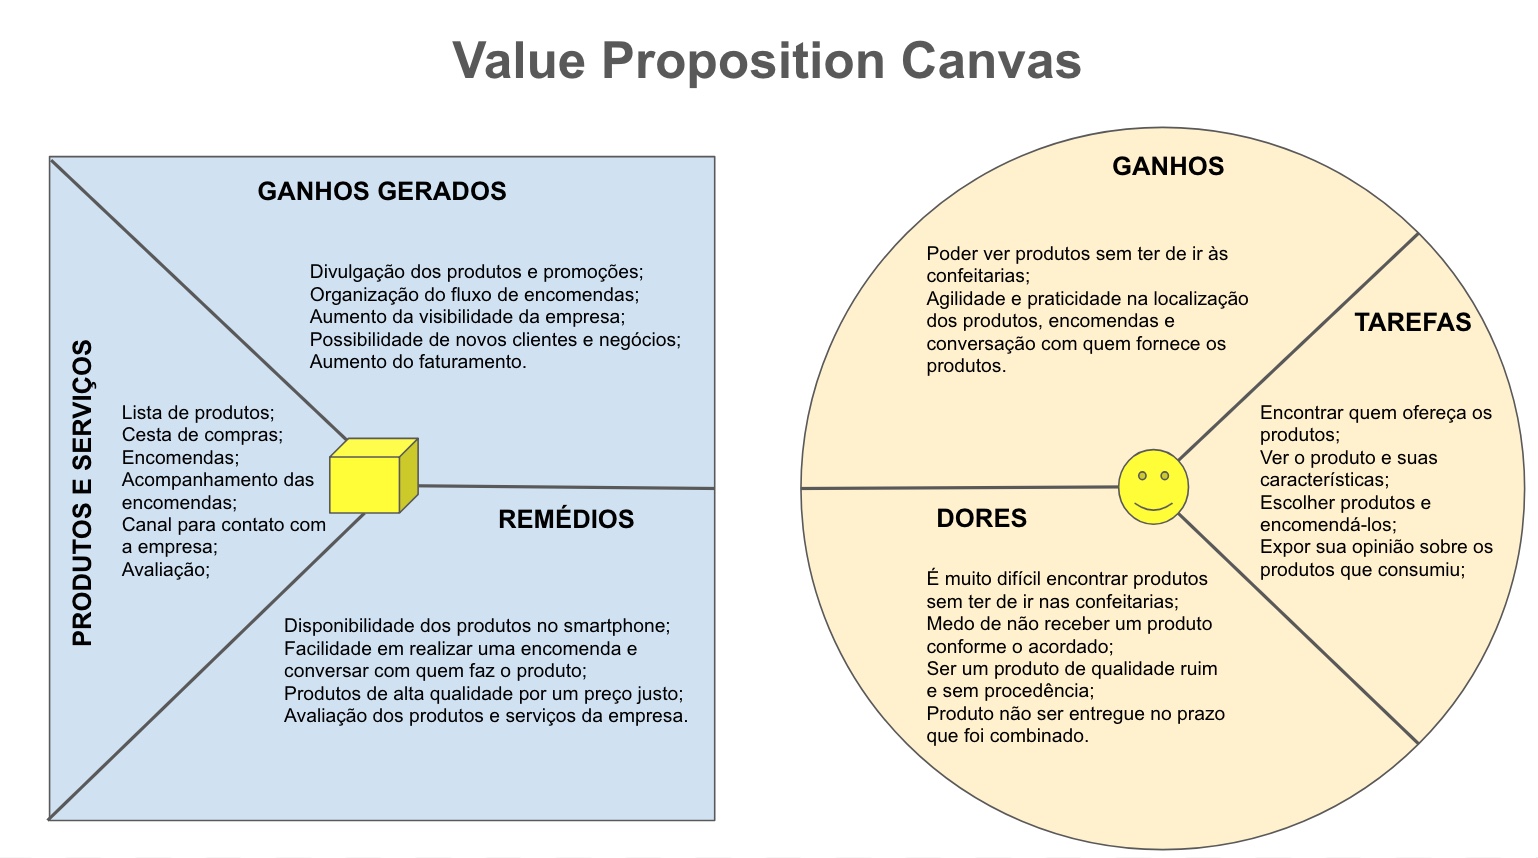 Value Proposition Canvas
GANHOS GERADOS
Divulgação dos produtos e promoções;
Organização do fluxo de encomendas;
Aumento da visibilidade da empresa;
Possibilidade de novos clientes e negócios;
Aumento do faturamento.
PRODUTOS E SERVIÇOS
Lista de produtos;
Cesta de compras;
Encomendas;
Acompanhamento das
encomendas;
Canal para contato com
a empresa;
Avaliação;
REMÉDIOS
Disponibilidade dos produtos no smartphone;
Facilidade em realizar uma encomenda e
conversar com quem faz o produto;
Produtos de alta qualidade por um preço justo;
Avaliação dos produtos e serviços da empresa.
GANHOS
Poder ver produtos sem ter de ir às
confeitarias;
Agilidade e praticidade na localização
dos produtos, encomendas e
conversação com quem fornece os
produtos.
TAREFAS
Encontrar quem ofereça os
produtos;
Ver o produto e suas
características;
Escolher produtos e
encomendá-los;
Expor sua opinião sobre os
produtos que consumiu;
DORES
É muito difícil encontrar produtos
sem ter de ir nas confeitarias;
Medo de não receber um produto
conforme o acordado;
Ser um produto de qualidade ruim
e sem procedência;
Produto não ser entregue no prazo
que foi combinado.